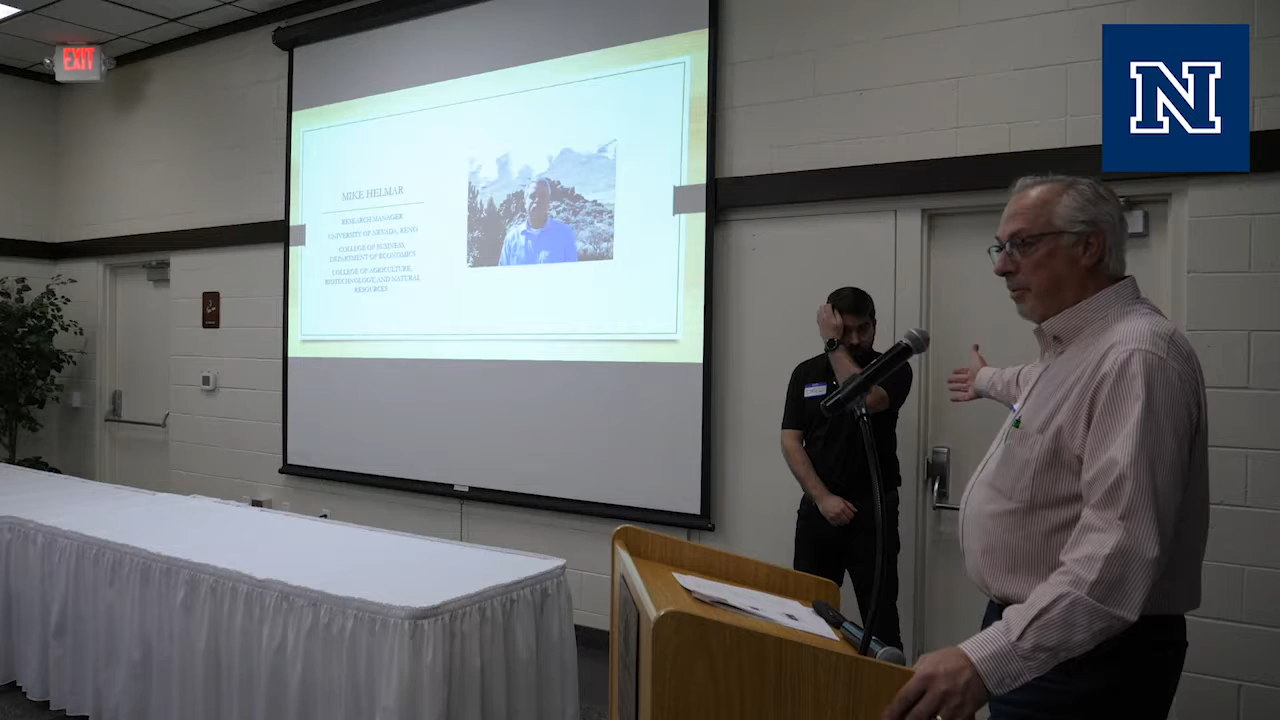 EXIT
N
MIKE HELMAR
RESEARCH MANAGER
UNIVERSITY OF NEVADA, RENO
COLLEGE OF BUSINESS,
DEPARTMENT OF ECONOMICS
COLLEGE OF AGRICULTURE,
BIOTECHNOLOGY, AND NATURAL
RESOURCES